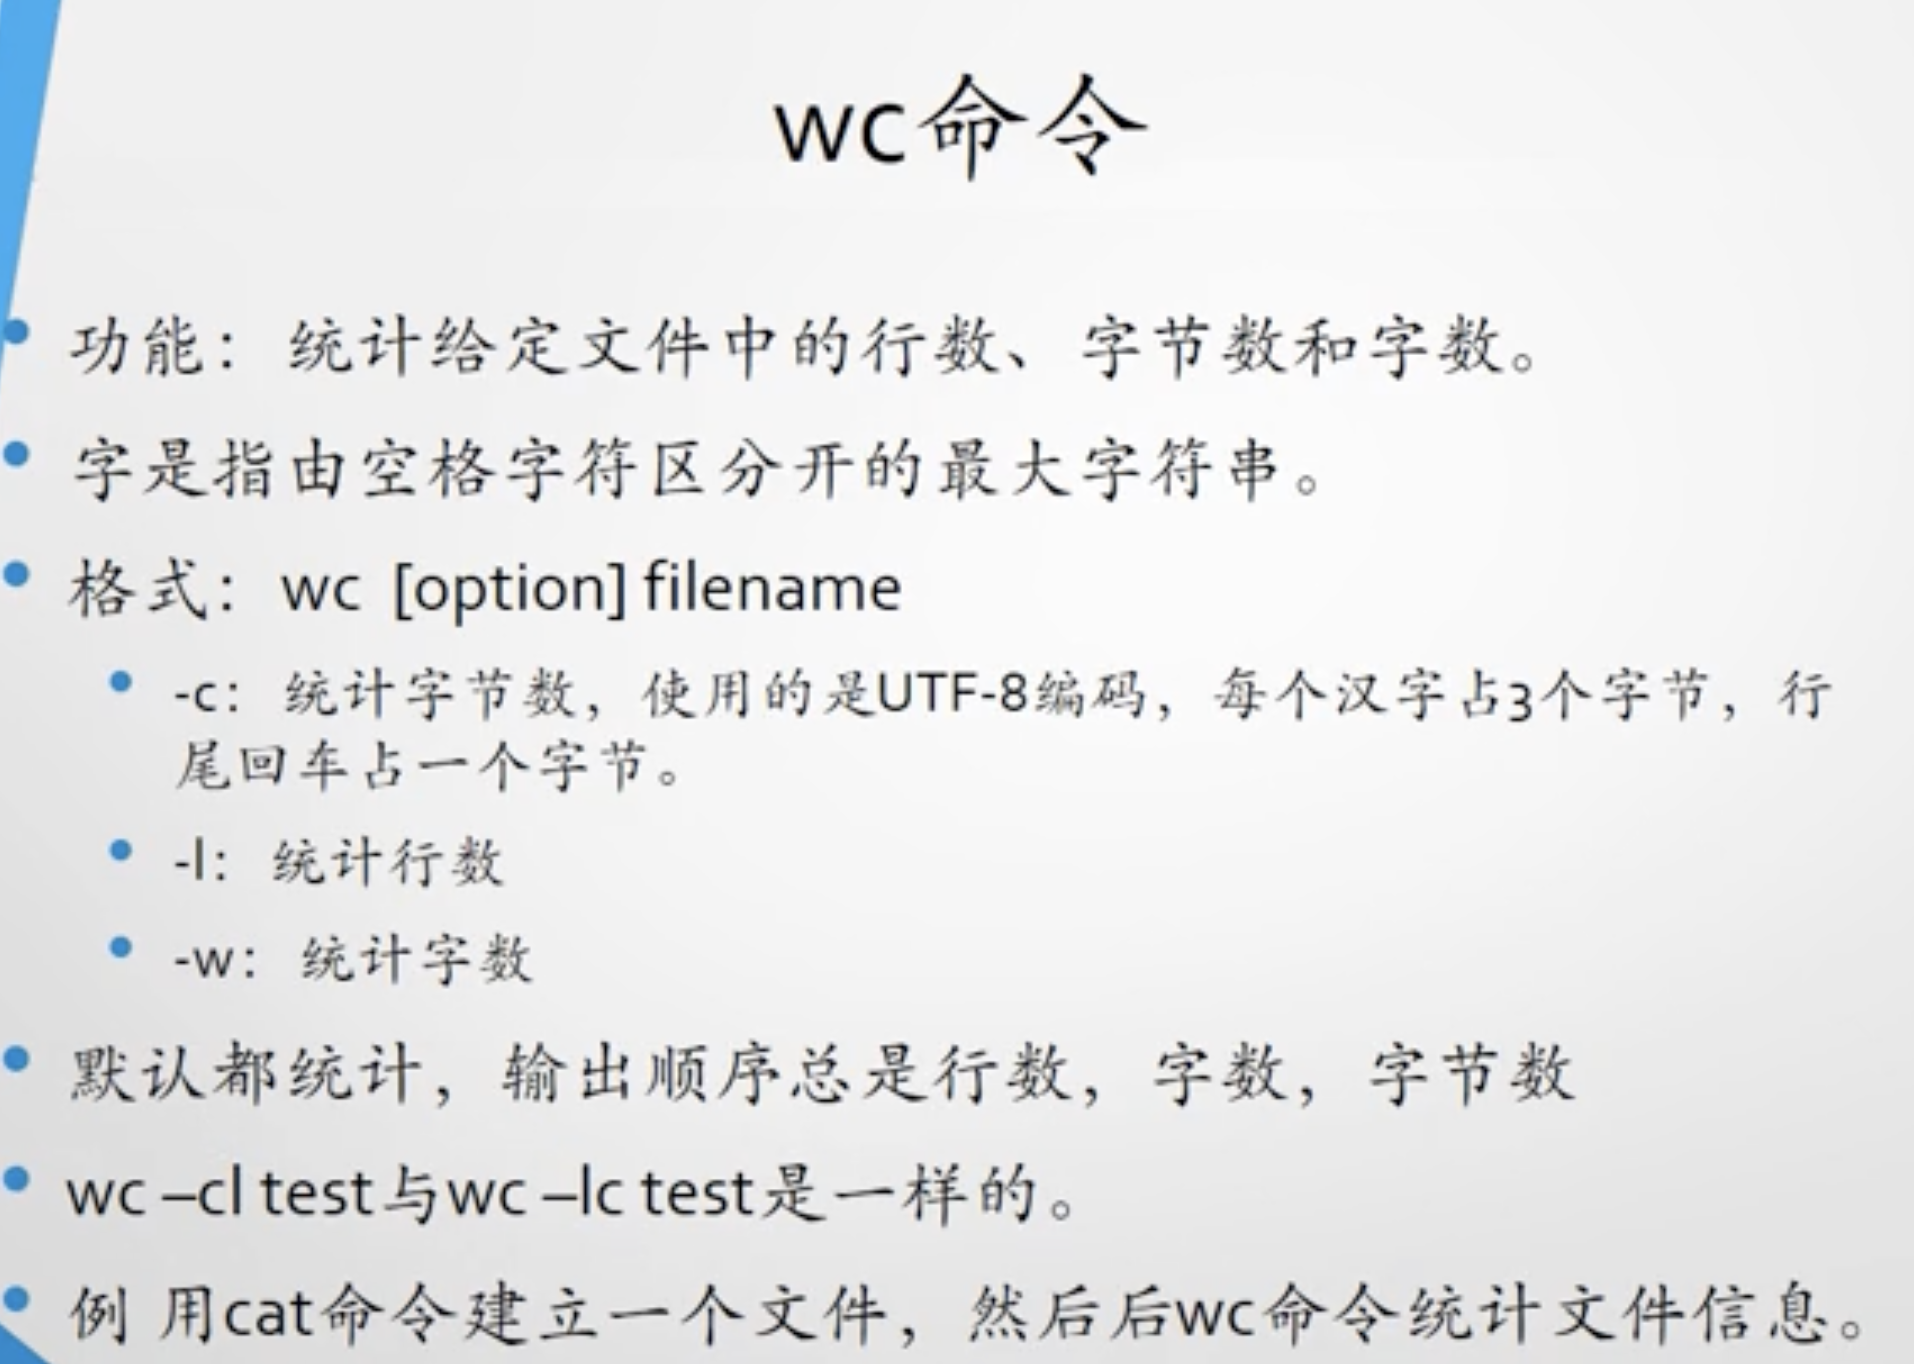 wc命令
功能：统计给定文件中的行数、字节数和字数。
字是指由空格字符区分开的最大字符串。
格式：wc [option] filename
-c：统计字节数，使用的是UTF-8编码，每个汉字占3个字节，行
尾回车占一个字节。
-l：统计行数
-w：统计字数
默认都统计，输出顺序总是行数，字数，字节数
wc –cl test与wc –lc test是一样的。
例 用cat命令建立一个文件，然后后wc命令统计文件信息。